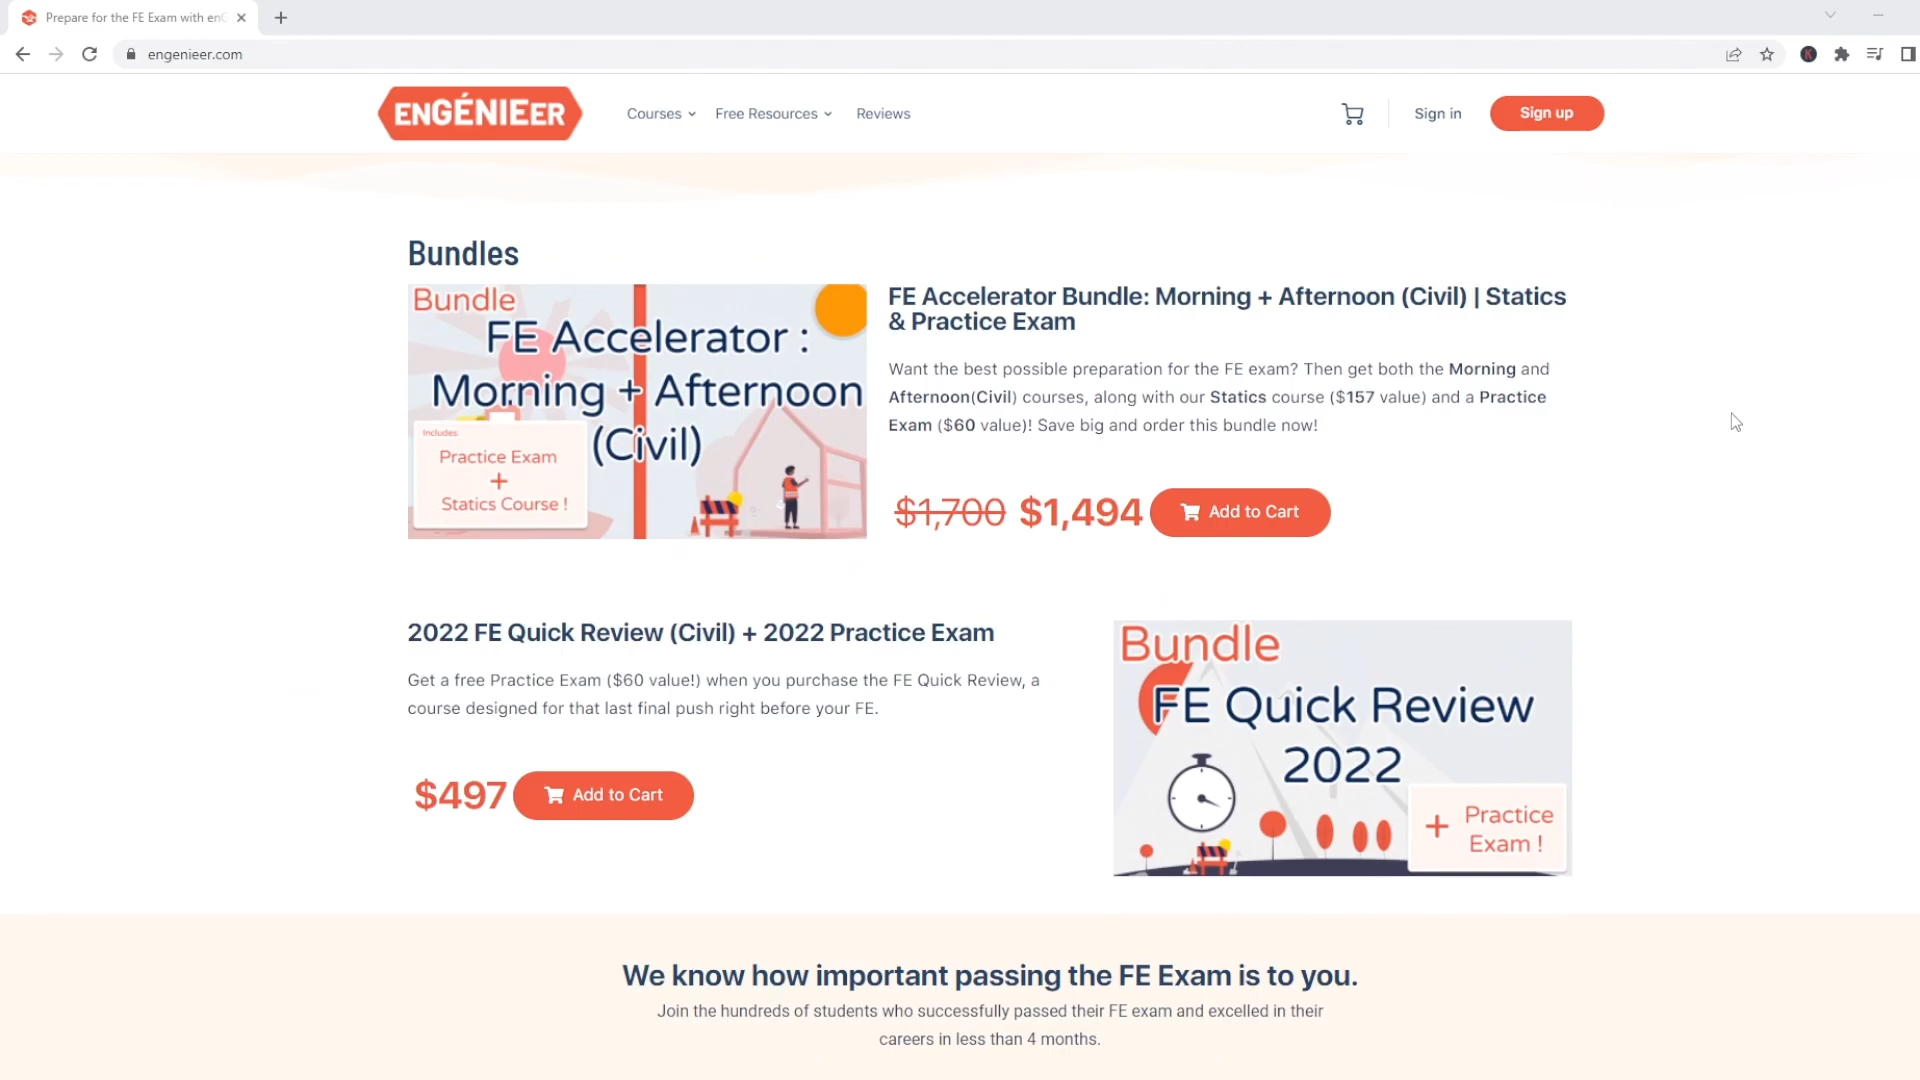 Prepare for the FE Exam with en
engenieer.com
ENGÉNIEER
Courses
Free Resources
Reviews
Sign in
Sign up
Bundles
Bundle
FE Accelerator :
Morning + Afternoon
(Civil)
Includes:
Practice Exam
+
Statics Course !
FE Accelerator Bundle: Morning + Afternoon (Civil) | Statics
& Practice Exam
Want the best possible preparation for the FE exam? Then get both the Morning and
Afternoon(Civil) courses, along with our Statics course ($157 value) and a Practice
Exam ($60 value)! Save big and order this bundle now!
$1,700 $1,494 Add to Cart
2022 FE Quick Review (Civil) + 2022 Practice Exam
Get a free Practice Exam ($60 value!) when you purchase the FE Quick Review, a
course designed for that last final push right before your FE.
$497 Add to Cart
Bundle
FE Quick Review
2022
+ Practice
Exam !
We know how important passing the FE Exam is to you.
Join the hundreds of students who successfully passed their FE exam and excelled in their
careers in less than 4 months.